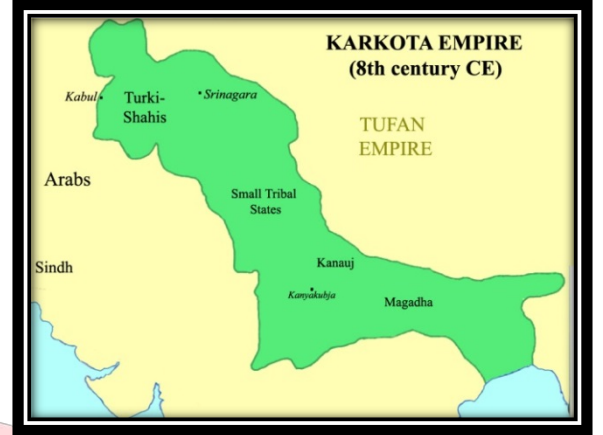 KARKOTA EMPIRE
(8th century CE)
Kabul
Turki-
Shahis
Srinagara
TUFAN
EMPIRE
Arabs
Small Tribal
States
Sindh
Kanauj
Kanyakubja
Magadha